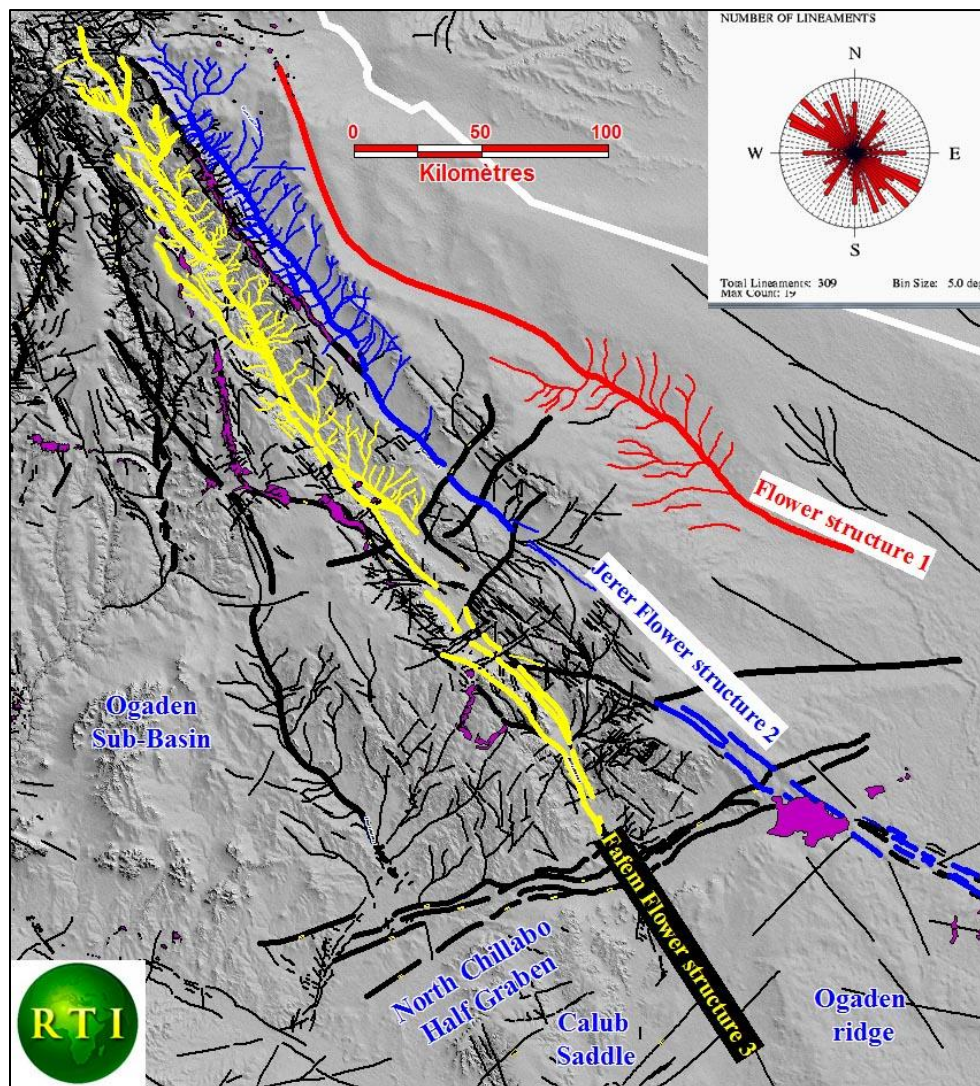 NUMBER OF LINEAMENTS
N
W
E
S
Total Lineaments: 309
Max Count: 19
Bin Size: 5.0 deg
0
50
100
Kilomètres
Flower structure 1
Jerer Flower structure 2
Fafem Flower structure 3
Ogaden
Sub-Basin
North Chillabo
Half Graben
Calub
Saddle
Ogaden
ridge
RTI